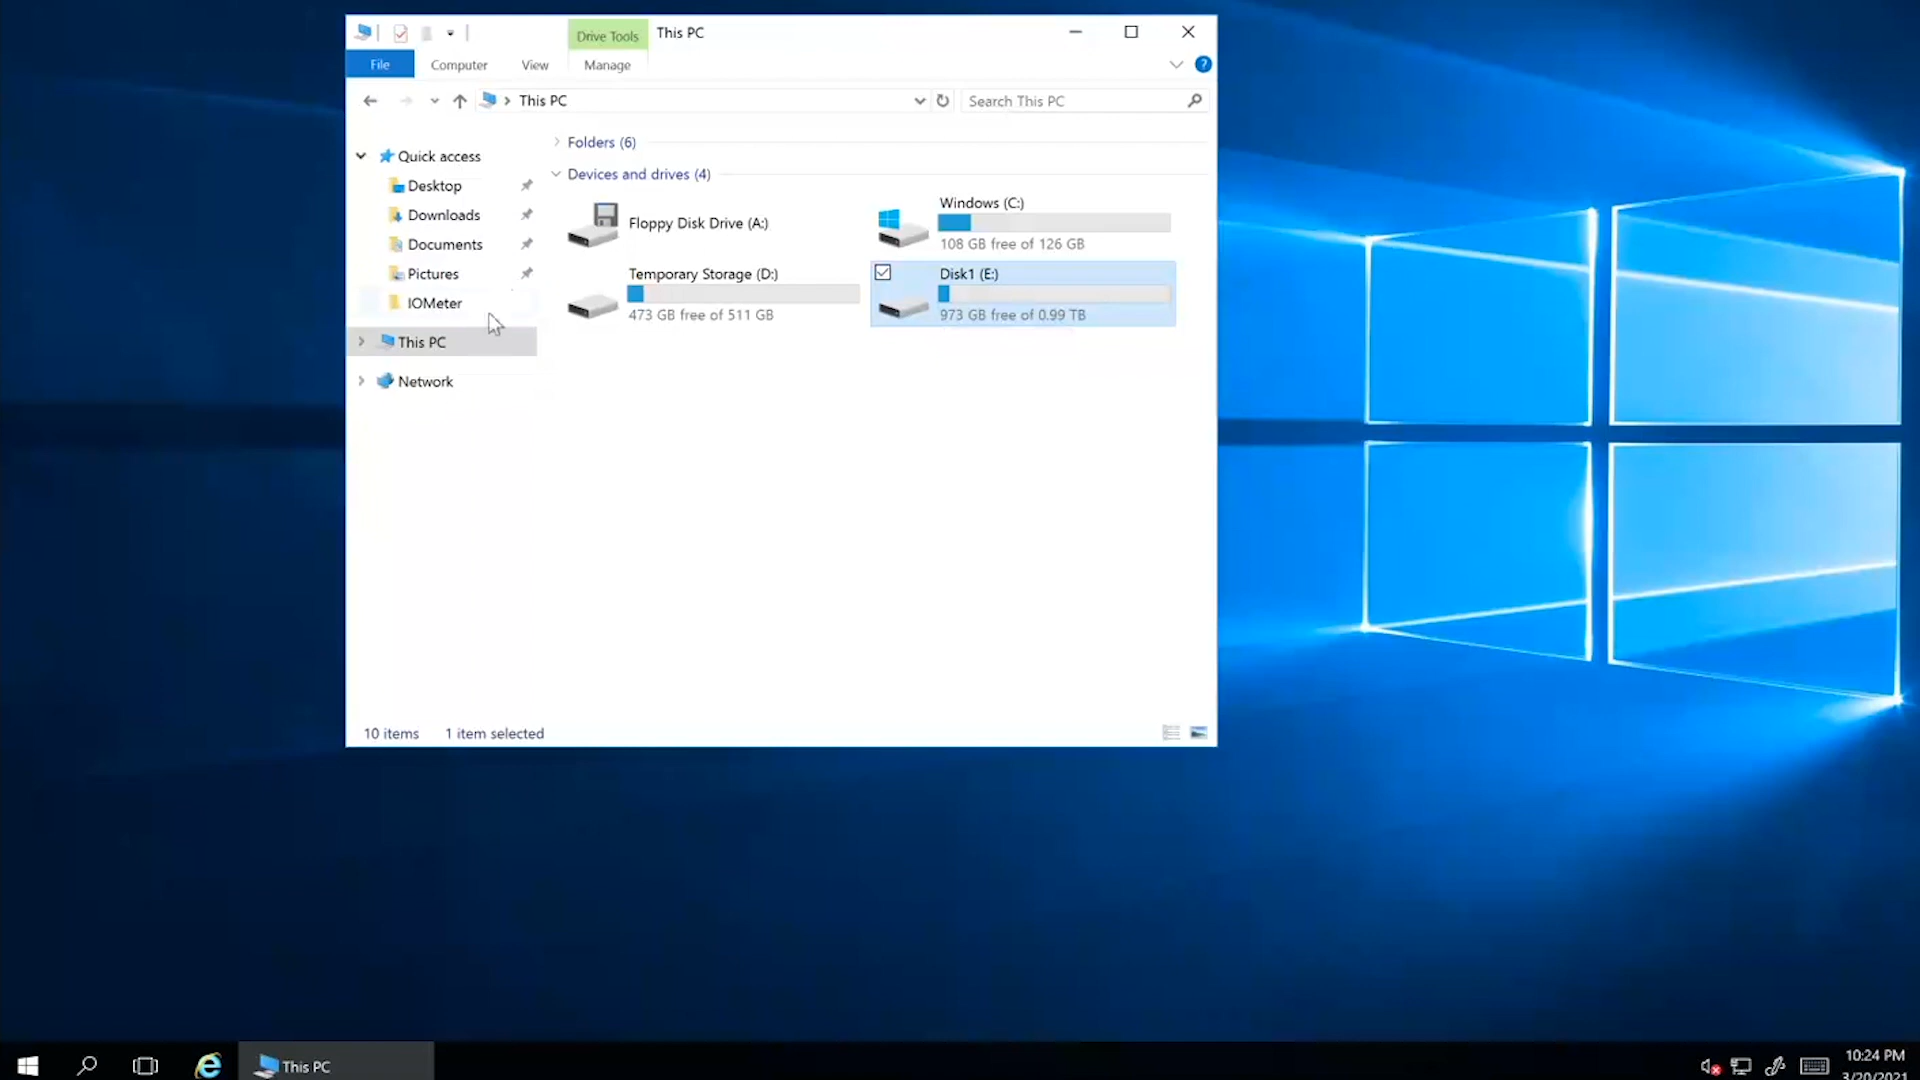 Drive Tools
This PC
File
Computer
View
Manage
?
This PC
Search This PC
Quick access
Desktop
Downloads
Documents
Pictures
IOMeter
This PC
Network
Folders (6)
Devices and drives (4)
Floppy Disk Drive (A:)
Windows (C:)
108 GB free of 126 GB
Temporary Storage (D:)
473 GB free of 511 GB
Disk1 (E:)
973 GB free of 0.99 TB
10 items
1 item selected
This PC
10:24 PM
3/20/2021